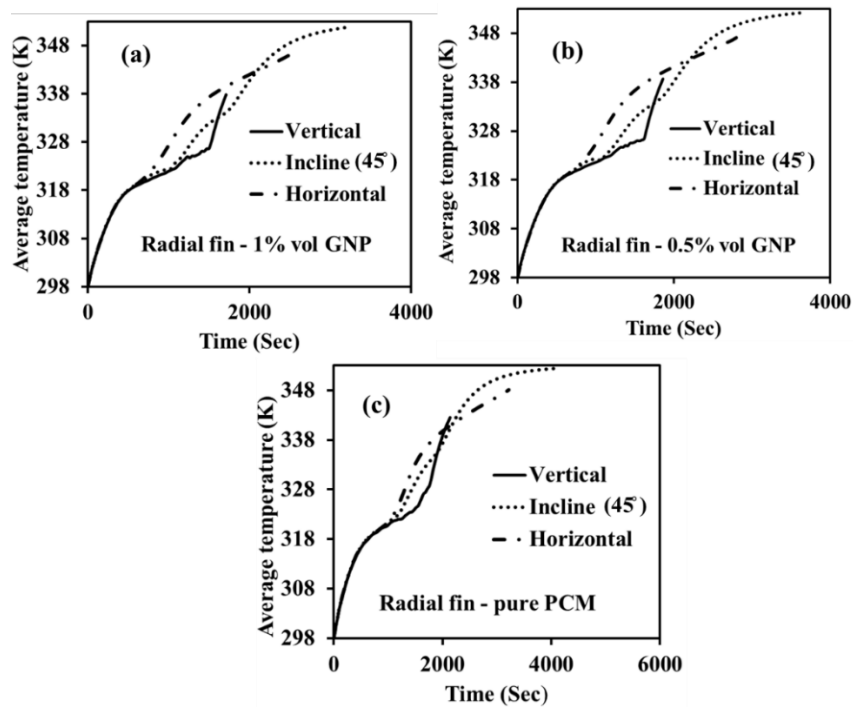 (a)
Average temperature (K)
348
338
328
318
308
298
Vertical
Incline (45°)
Horizontal
Radial fin - 1% vol GNP
0
2000
4000
Time (Sec)
(b)
Average temperature (K)
348
338
328
318
308
298
Vertical
Incline (45°)
Horizontal
Radial fin - 0.5% vol GNP
0
2000
4000
Time (Sec)
(c)
Average temperature (K)
348
338
328
318
308
298
Vertical
Incline (45°)
Horizontal
Radial fin - pure PCM
0
2000
4000
6000
Time (Sec)